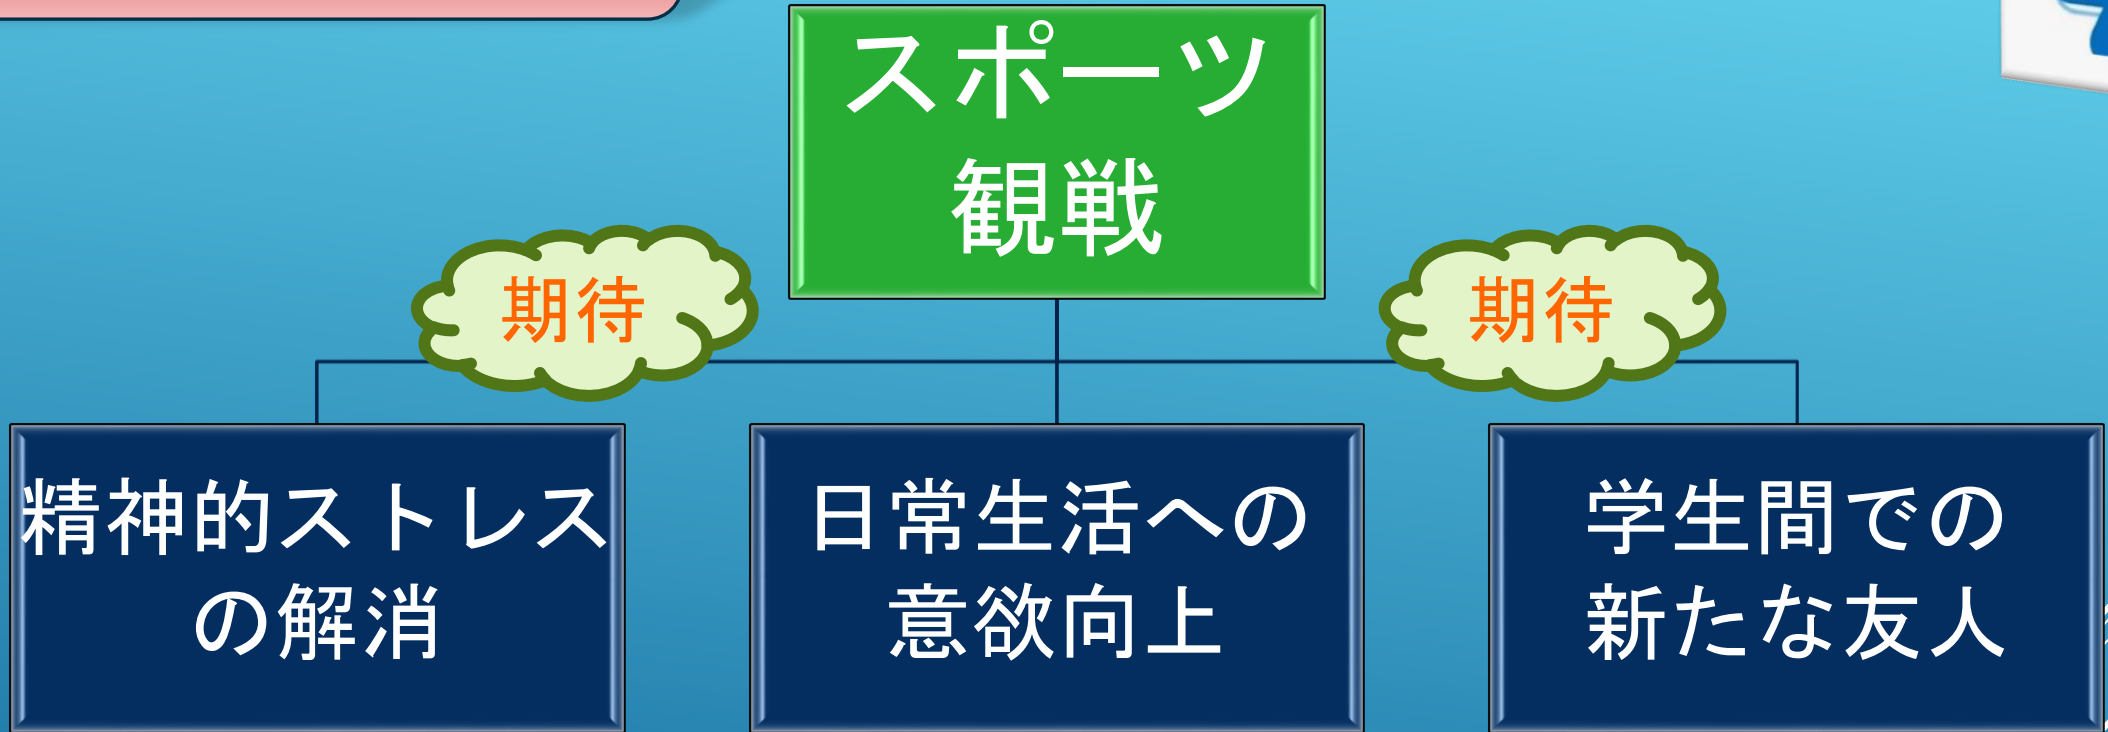 スポーツ
観戦
期待
期待
精神的ストレス
の解消
日常生活への
意欲向上
学生間での
新たな友人